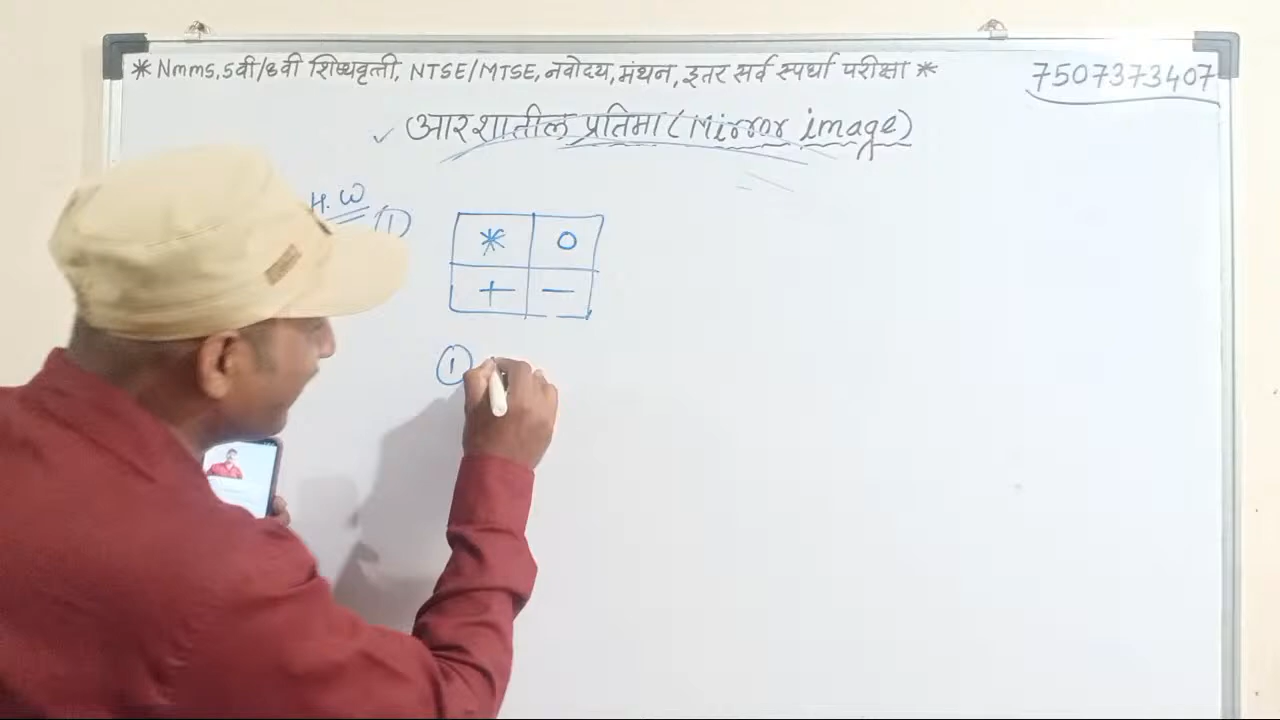 * Nmms, 5वी/8वी शिष्यवृत्ती, NTSE/MTSE, नवोदय, मंथन, इतर सर्व स्पर्धा परीक्षा *
7507373407
✓ आरशातील प्रतिमा (Mirror image)
H.W
(1)
* o
+ −
①